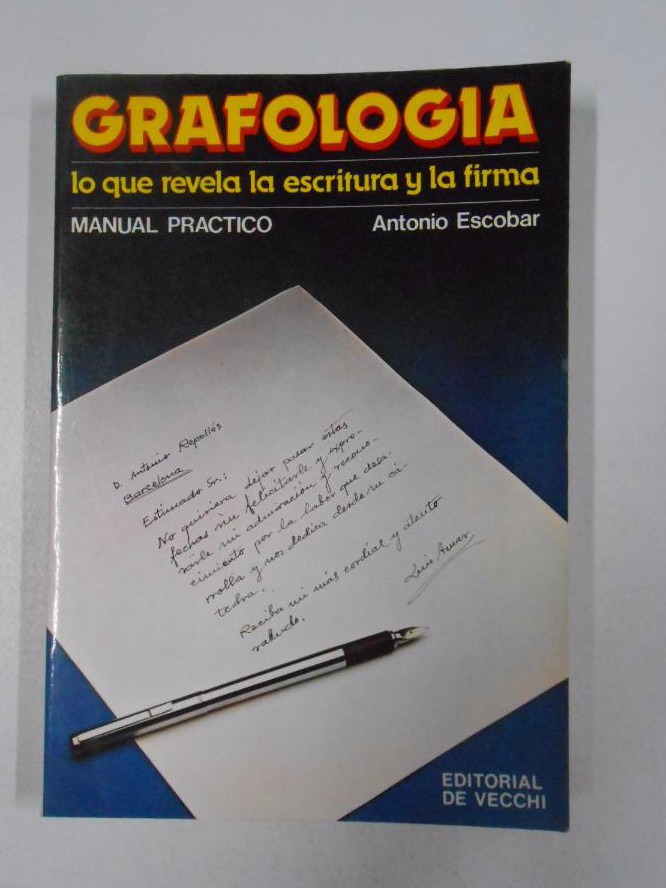 GRAFOLOGIA
lo que revela la escritura y la firma
MANUAL PRACTICO Antonio Escobar
D. Antonio Repollés
Barcelona
Estimado Sr.:
No quisiera dejar pasar estas
fechas sin felicitarle y expre-
sarle mi admiración y recono-
cimiento por la labor que desa-
rrolla y nos dedica desde su cá-
tedra.
Reciba mi más cordial y atento
saludo.
Luis
EDITORIAL
DE VECCHI